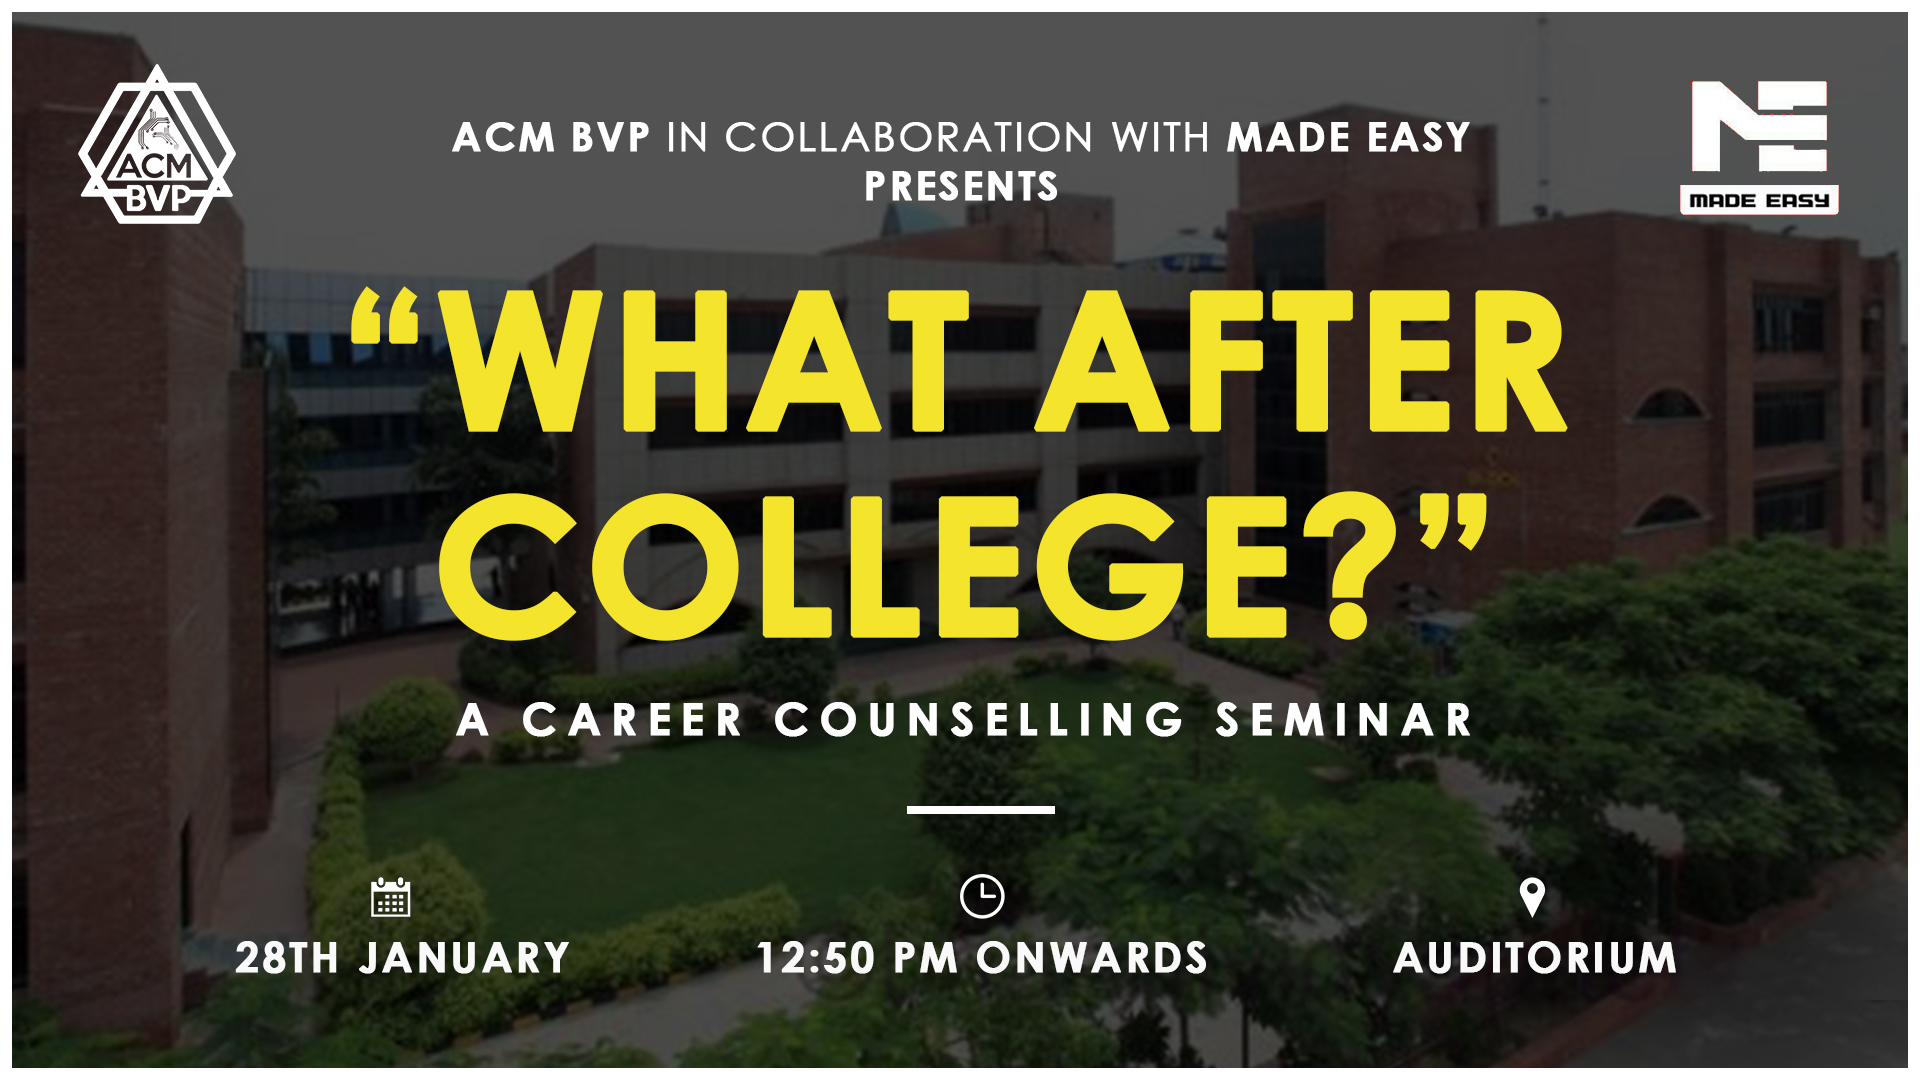 ACM
BVP
ACM BVP IN COLLABORATION WITH MADE EASY
PRESENTS
MADE EASY
“WHAT AFTER
COLLEGE?”
A CAREER COUNSELLING SEMINAR
28TH JANUARY
12:50 PM ONWARDS
AUDITORIUM